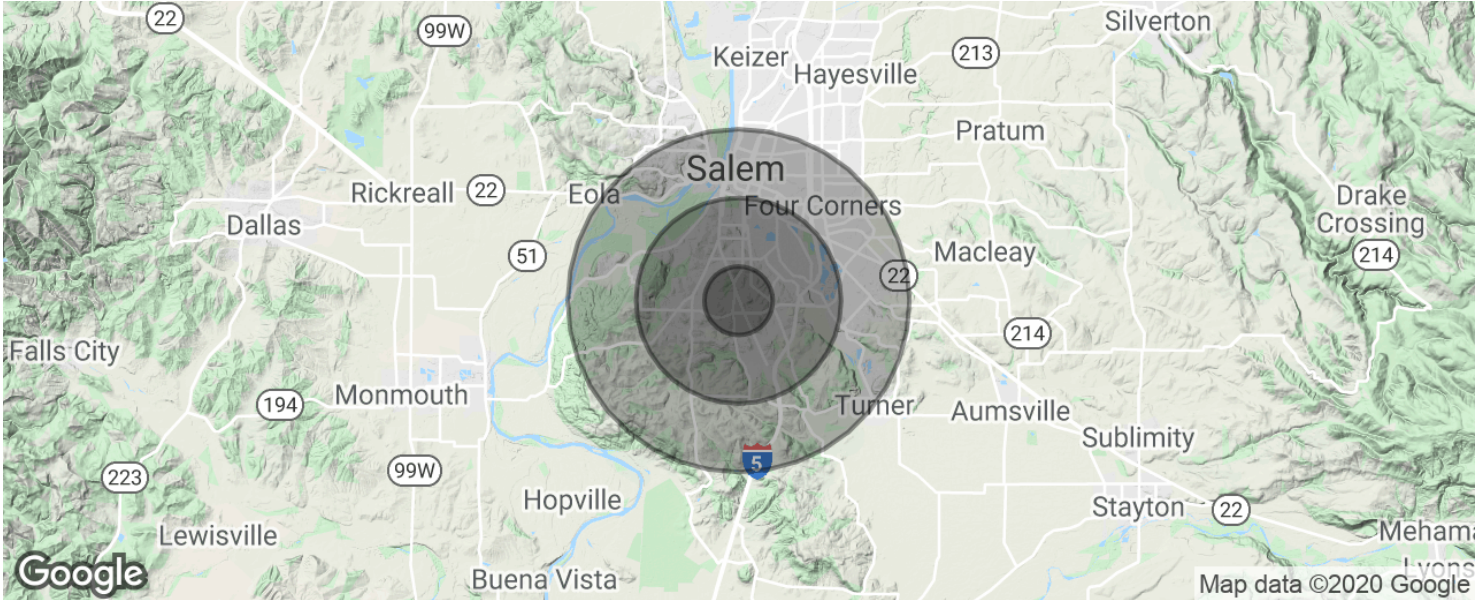 22
99W
Silverton
Keizer
213
Hayesville
Pratum
Salem
Rickreall
22
Eola
Four Corners
Drake
Crossing
Dallas
51
Macleay
214
22
214
Falls City
Monmouth
194
Turner
Aumsville
Sublimity
5
99W
223
Hopville
Stayton
22
Lewisville
Mehama
Lyons
Google
Buena Vista
Map data ©2020 Google